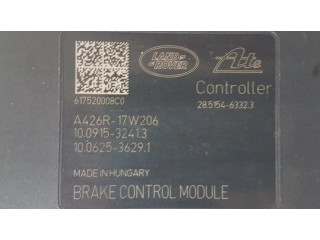 LAND ROVER
Ate
617520008C0
Controller
28.5154-6332.3
A426R-17W206
10.0915-3241.3
10.0625-3629.1
MADE IN HUNGARY
BRAKE CONTROL MODULE